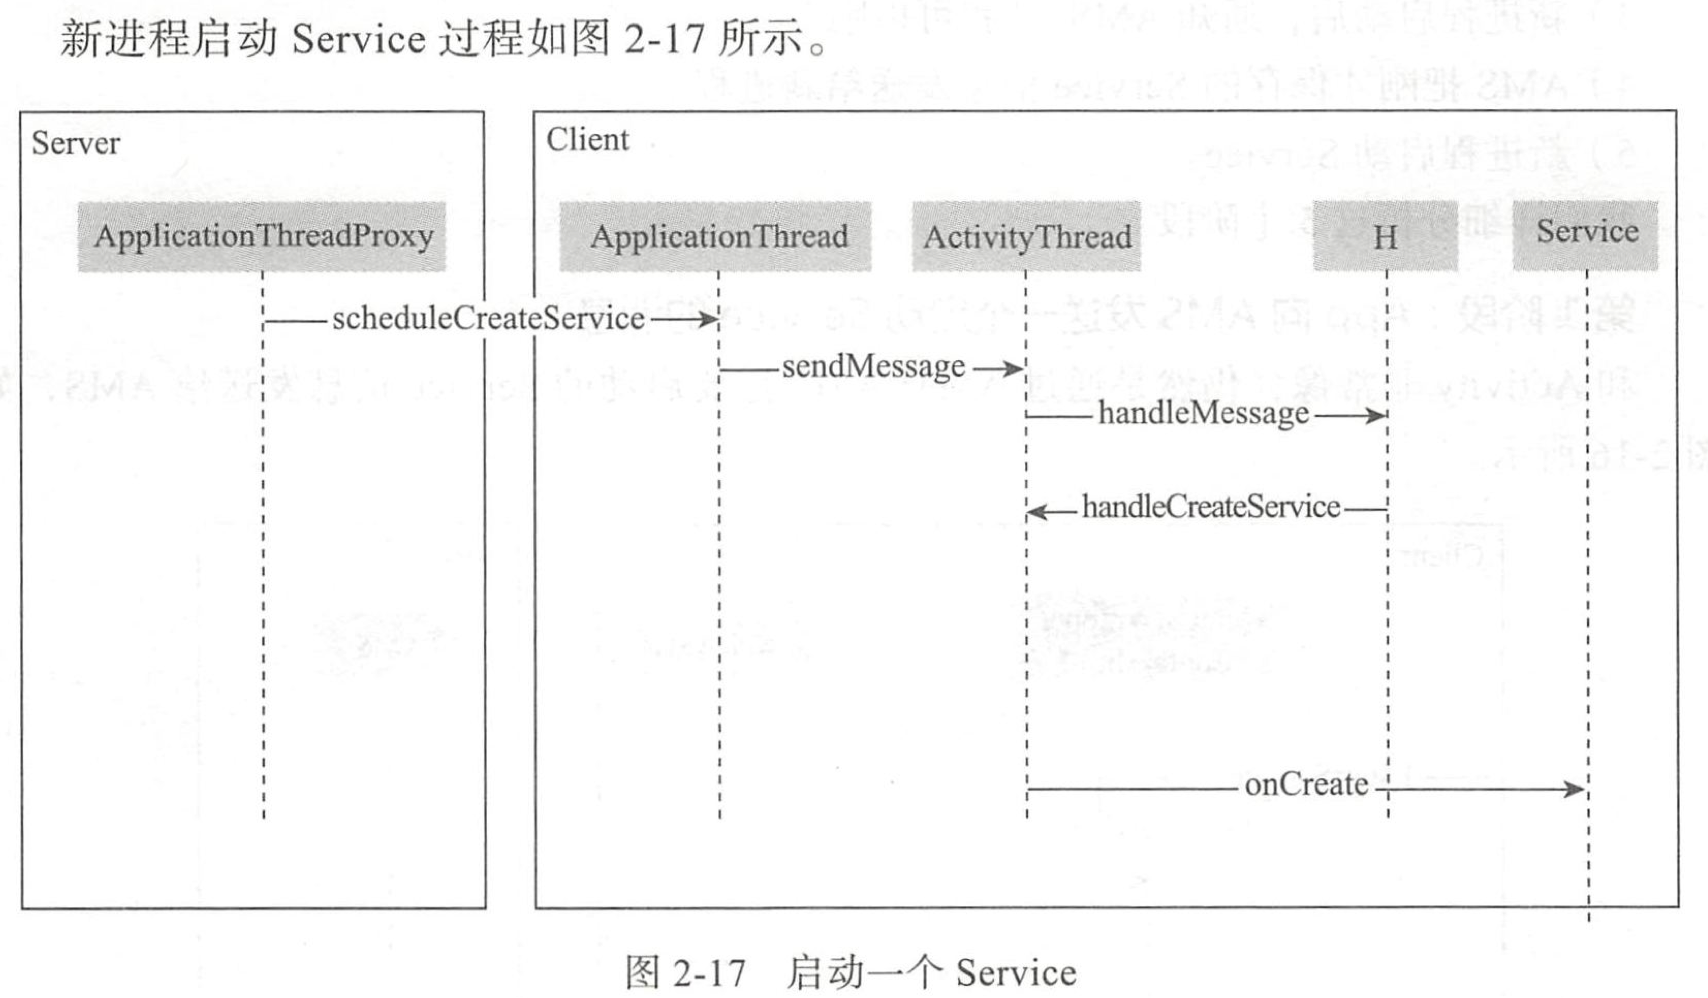 新进程启动 Service 过程如图 2-17 所示。
Server
Client
ApplicationThreadProxy
ApplicationThread
ActivityThread
H
Service
scheduleCreateService
sendMessage
handleMessage
handleCreateService
onCreate
图 2-17 启动一个 Service